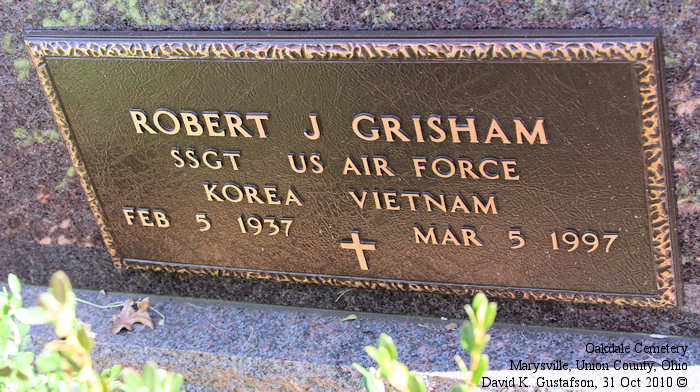 ROBERT J GRISHAM
SSGT US AIR FORCE
KOREA VIETNAM
FEB 5 1937 MAR 5 1997
Oakdale Cemetery
Marysville, Union County, Ohio
David K. Gustafson, 31 Oct 2010 ©